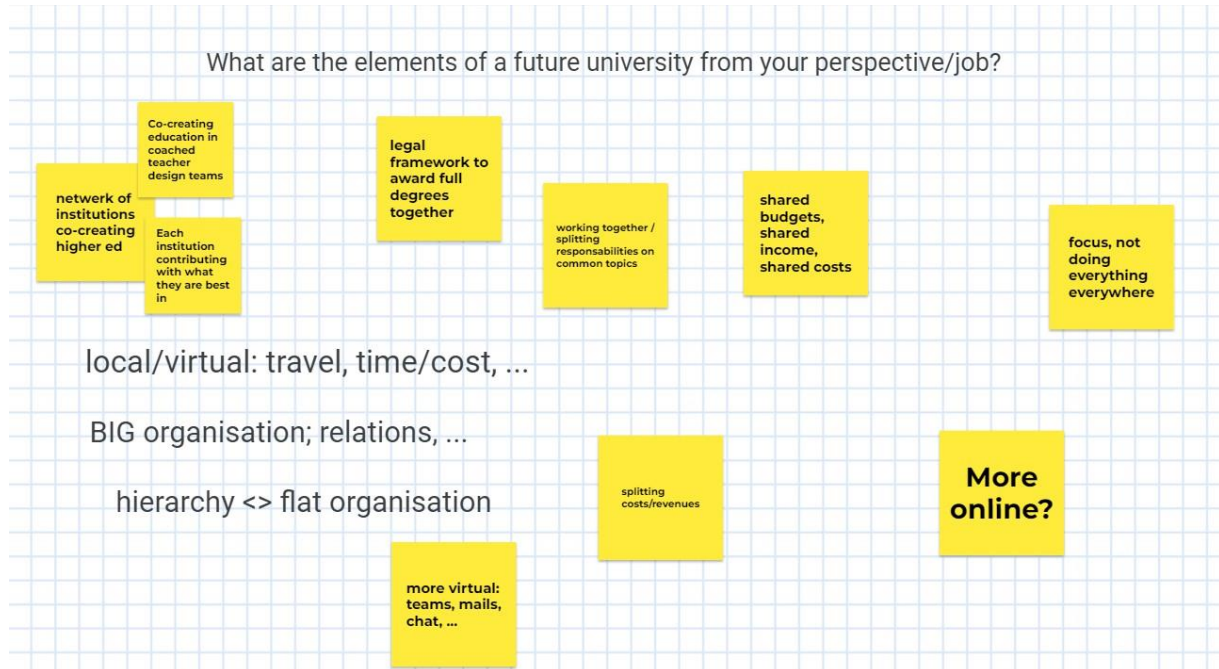 What are the elements of a future university from your perspective/job?
Co-creating
education in
coached
teacher
design teams
netwerk of
institutions
co-creating
higher ed
Each
institution
contributing
with what
they are best
in
legal
framework to
award full
degrees
together
working together /
splitting
responsabilities on
common topics
shared
budgets,
shared
income,
shared costs
focus, not
doing
everything
everywhere
local/virtual: travel, time/cost, ...
BIG organisation; relations, ...
hierarchy <> flat organisation
splitting
costs/revenues
More
online?
more virtual:
teams, mails,
chat, ...